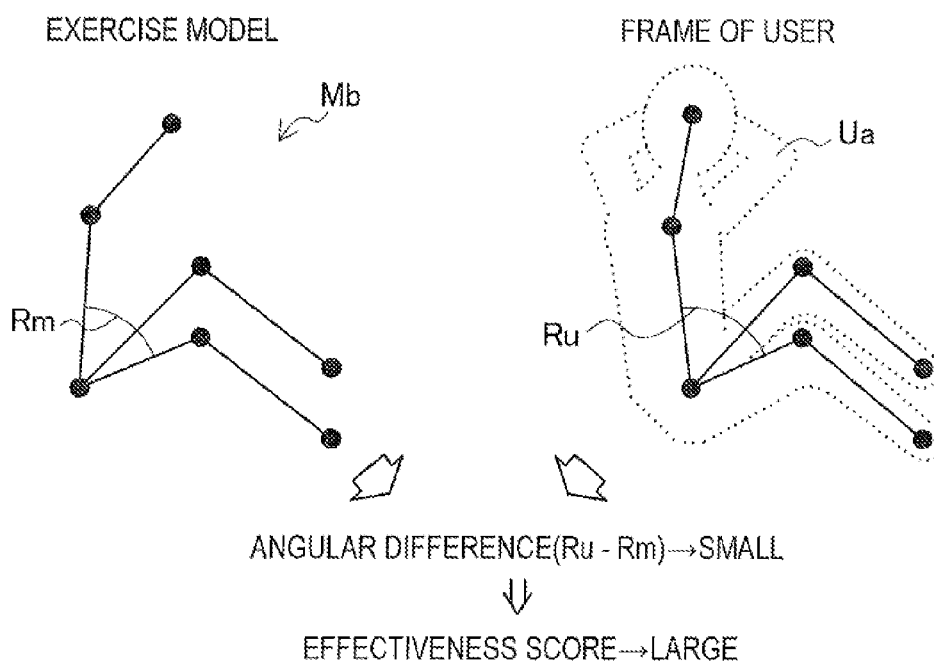 EXERCISE MODEL
FRAME OF USER
Mb
Ua
Rm
Ru
ANGULAR DIFFERENCE(Ru - Rm)→SMALL
⇓
EFFECTIVENESS SCORE→LARGE